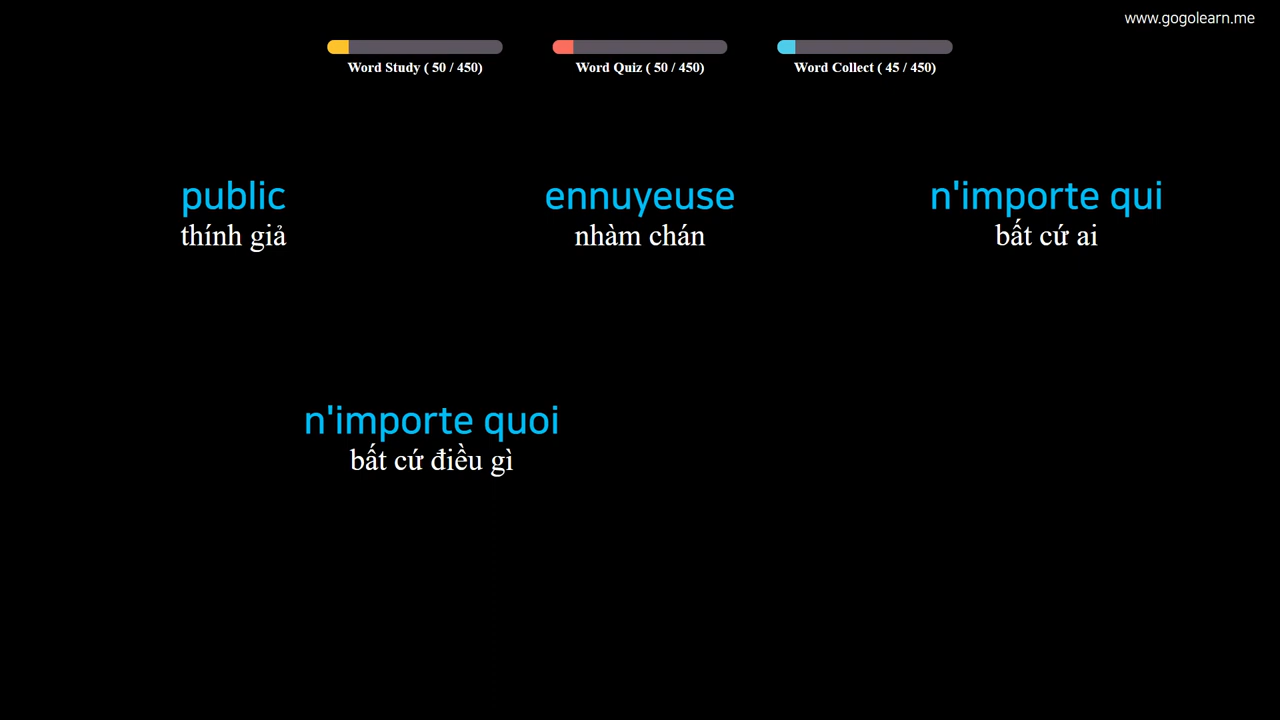 www.gogolearn.me
Word Study ( 50 / 450)
Word Quiz ( 50 / 450)
Word Collect ( 45 / 450)
public
thính giả
ennuyeuse
nhàm chán
n'importe qui
bất cứ ai
n'importe quoi
bất cứ điều gì